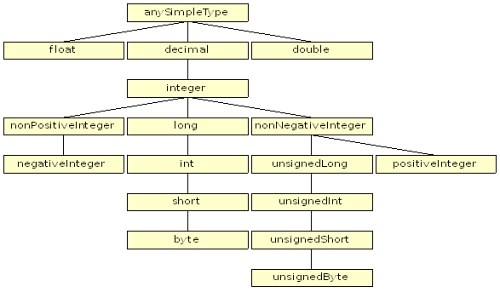 anySimpleType
float decimal double
integer
nonPositiveInteger long nonNegativeInteger
negativeInteger int unsignedLong positiveInteger
short unsignedInt
byte unsignedShort
unsignedByte